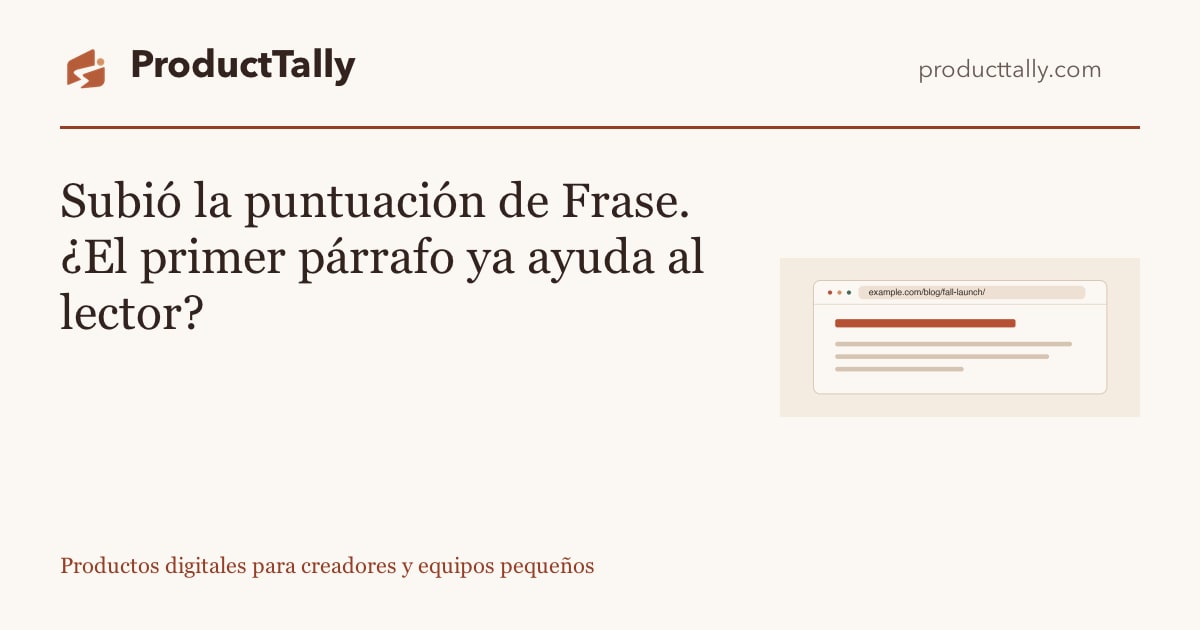 ProductTally
producttally.com
Subió la puntuación de Frase.
¿El primer párrafo ya ayuda al
lector?
example.com/blog/fall-launch/
Productos digitales para creadores y equipos pequeños